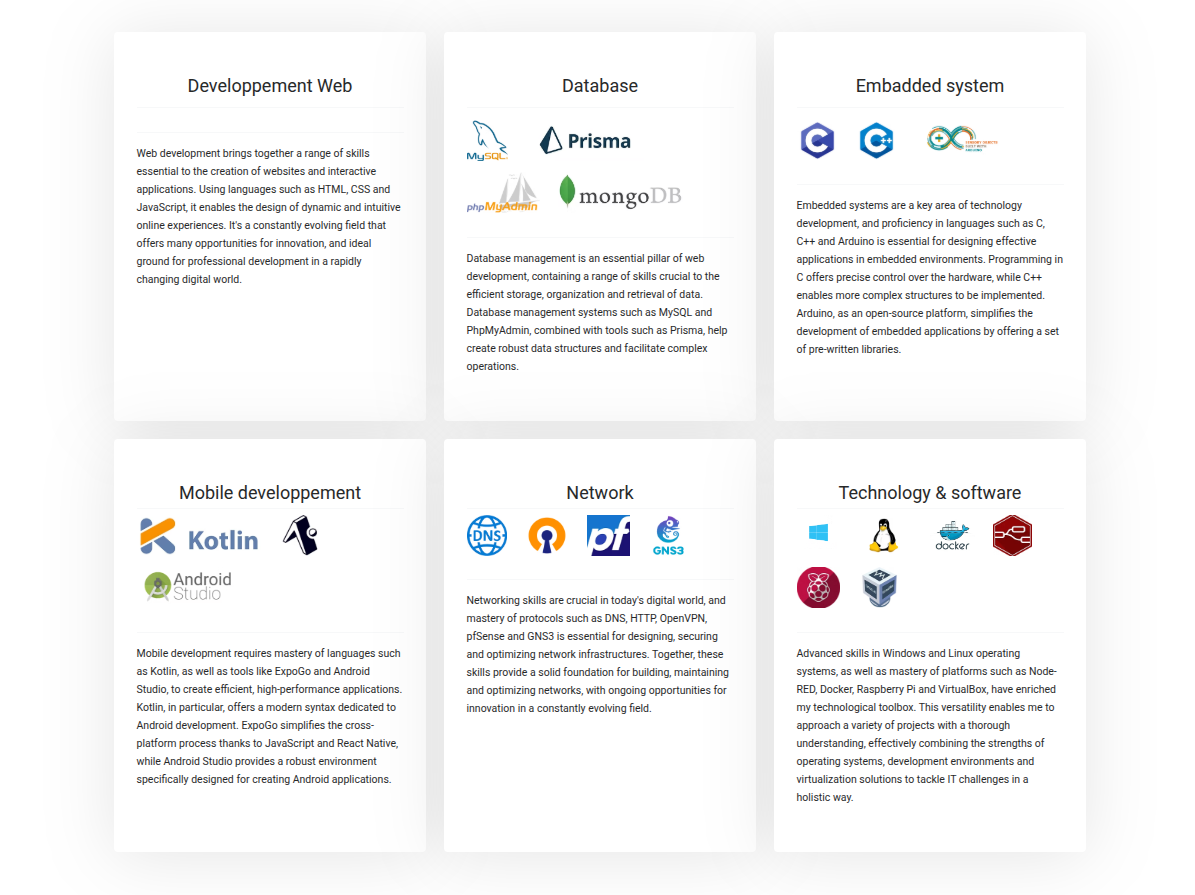 Developpement Web
Web development brings together a range of skills
essential to the creation of websites and interactive
applications. Using languages such as HTML, CSS and
JavaScript, it enables the design of dynamic and intuitive
online experiences. It's a constantly evolving field that
offers many opportunities for innovation, and ideal
ground for professional development in a rapidly
changing digital world.
Database
MySQL
Prisma
phpMyAdmin
mongoDB
Database management is an essential pillar of web
development, containing a range of skills crucial to the
efficient storage, organization and retrieval of data.
Database management systems such as MySQL and
PhpMyAdmin, combined with tools such as Prisma, help
create robust data structures and facilitate complex
operations.
Embadded system
C
C++
Embedded systems are a key area of technology
development, and proficiency in languages such as C,
C++ and Arduino is essential for designing effective
applications in embedded environments. Programming in
C offers precise control over the hardware, while C++
enables more complex structures to be implemented.
Arduino, as an open-source platform, simplifies the
development of embedded applications by offering a set
of pre-written libraries.
Mobile developpement
Kotlin
Android
Studio
Mobile development requires mastery of languages such
as Kotlin, as well as tools like ExpoGo and Android
Studio, to create efficient, high-performance applications.
Kotlin, in particular, offers a modern syntax dedicated to
Android development. ExpoGo simplifies the cross-
platform process thanks to JavaScript and React Native,
while Android Studio provides a robust environment
specifically designed for creating Android applications.
Network
DNS
pf
GNS3
Networking skills are crucial in today's digital world, and
mastery of protocols such as DNS, HTTP, OpenVPN,
pfSense and GNS3 is essential for designing, securing
and optimizing network infrastructures. Together, these
skills provide a solid foundation for building, maintaining
and optimizing networks, with ongoing opportunities for
innovation in a constantly evolving field.
Technology & software
docker
Advanced skills in Windows and Linux operating
systems, as well as mastery of platforms such as Node-
RED, Docker, Raspberry Pi and VirtualBox, have enriched
my technological toolbox. This versatility enables me to
approach a variety of projects with a thorough
understanding, effectively combining the strengths of
operating systems, development environments and
virtualization solutions to tackle IT challenges in a
holistic way.